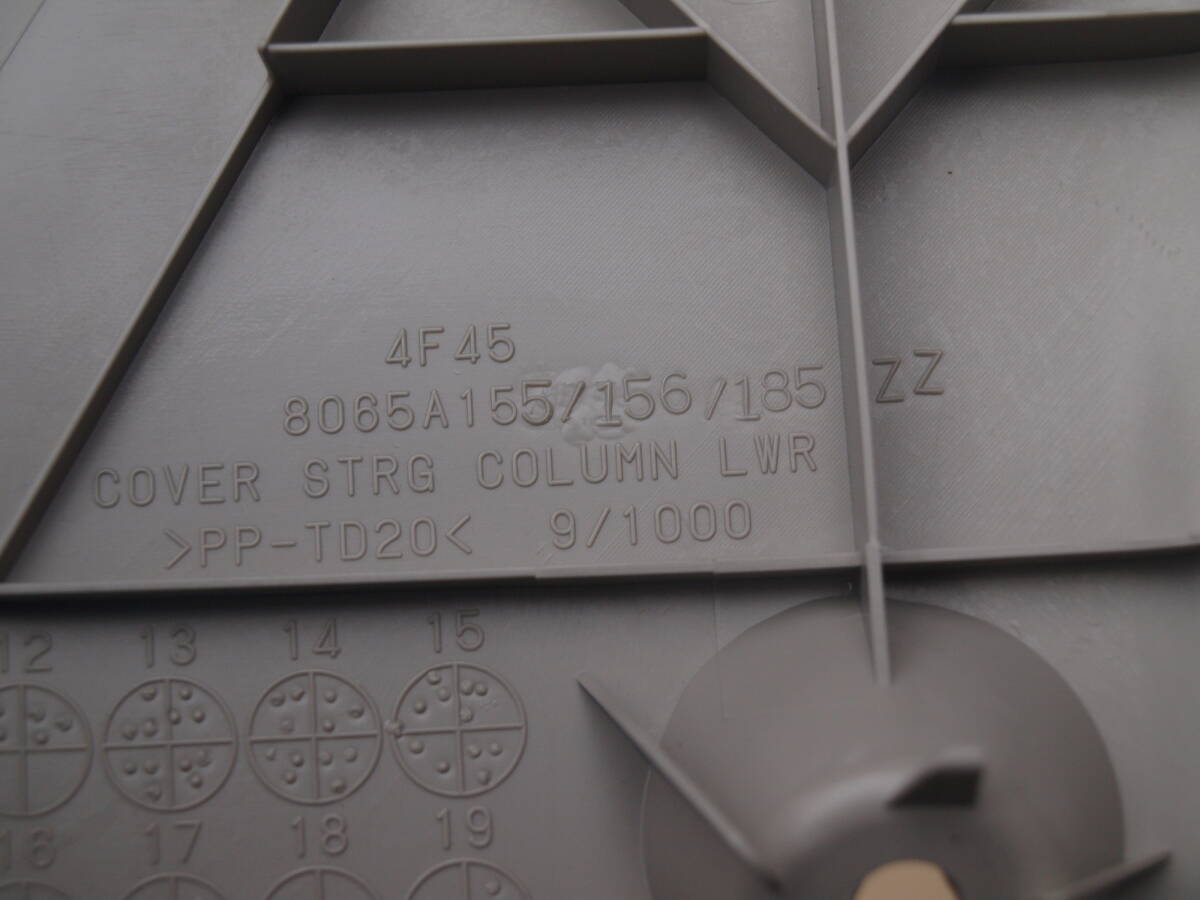 4F45
8065A155/156/185 ZZ
COVER STRG COLUMN LWR
>PP-TD20< 9/1000
12 13 14 15
16 17 18 19